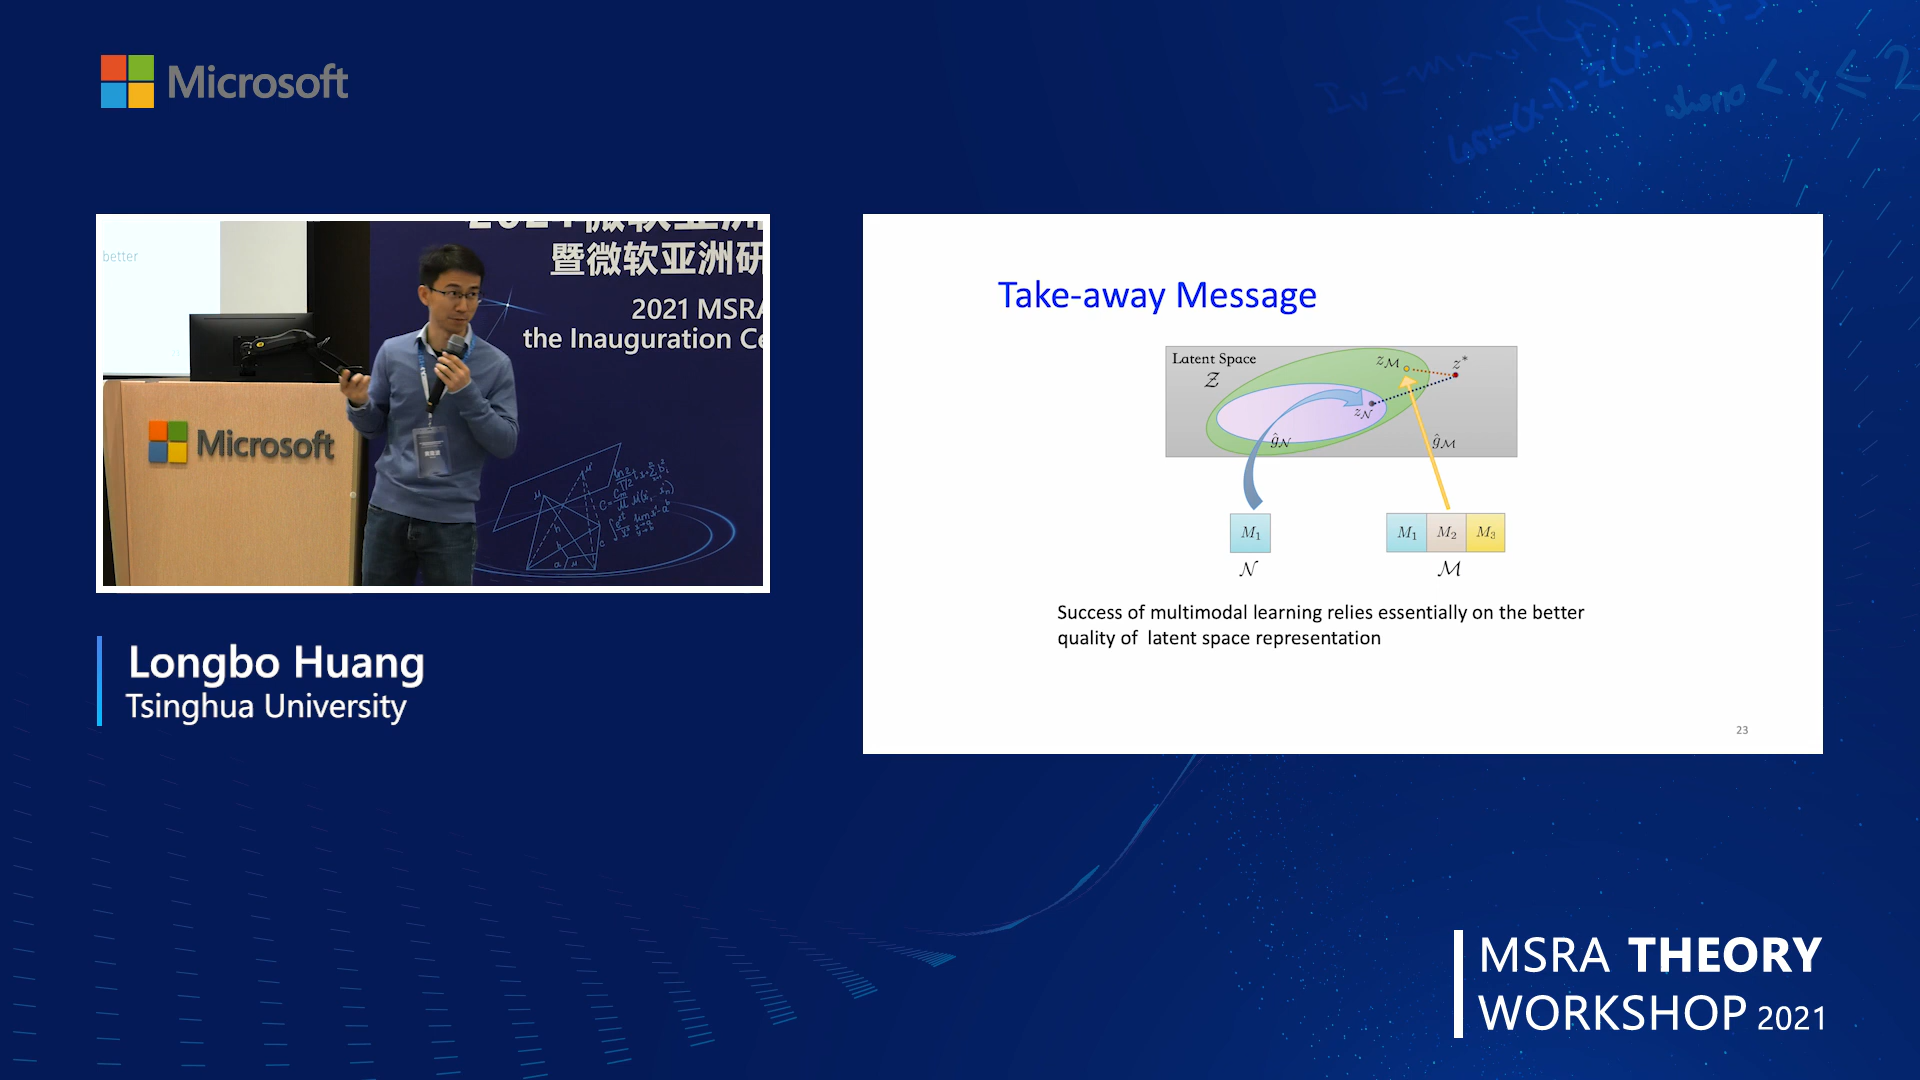 Microsoft
better
暨微软亚洲研
2021 MSRA
the Inauguration Ce
Microsoft
Longbo Huang
Tsinghua University
Take-away Message
Latent Space
𝒵
z_ℳ
z*
z_𝒩
ĝ_𝒩
ĝ_ℳ
M₁
M₁ M₂ M₃
𝒩
ℳ
Success of multimodal learning relies essentially on the better
quality of latent space representation
23
MSRA THEORY
WORKSHOP 2021